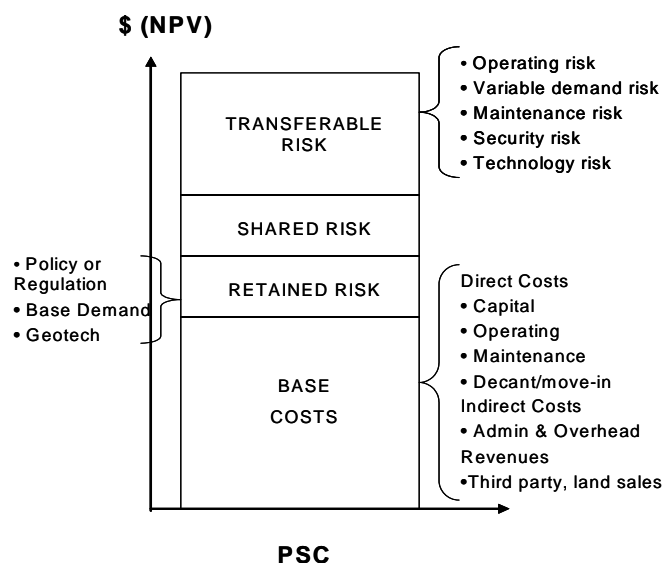 $ (NPV)
TRANSFERABLE
RISK
• Operating risk
• Variable demand risk
• Maintenance risk
• Security risk
• Technology risk
SHARED RISK
• Policy or
Regulation
• Base Demand
• Geotech
RETAINED RISK
BASE
COSTS
Direct Costs
• Capital
• Operating
• Maintenance
• Decant/move-in
Indirect Costs
• Admin & Overhead
Revenues
•Third party, land sales
PSC